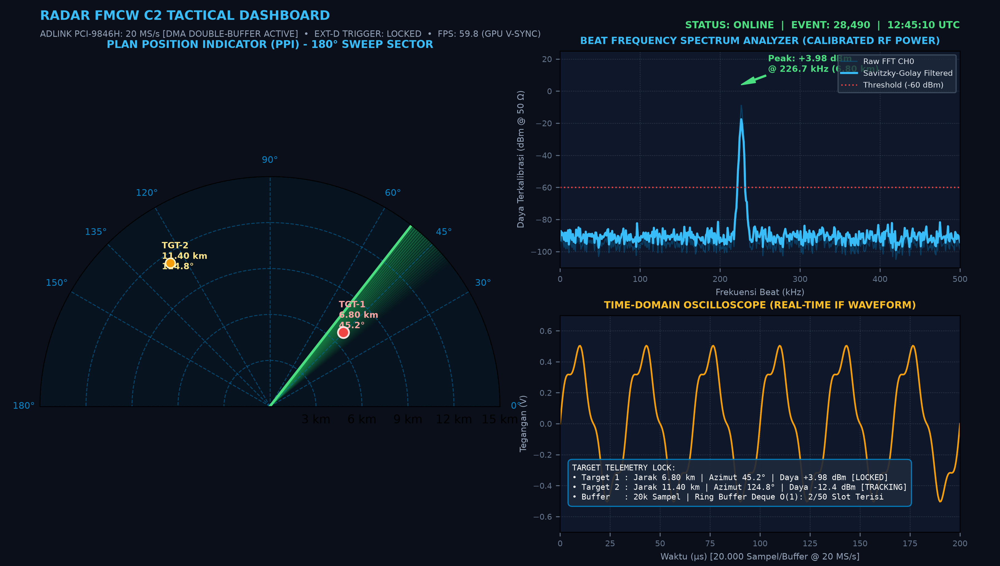 RADAR FMCW C2 TACTICAL DASHBOARD
ADLINK PCI-9846H: 20 MS/s [DMA DOUBLE-BUFFER ACTIVE] • EXT-D TRIGGER: LOCKED • FPS: 59.8 (GPU V-SYNC)
STATUS: ONLINE | EVENT: 28,490 | 12:45:10 UTC
PLAN POSITION INDICATOR (PPI) - 180° SWEEP SECTOR
90°
120°
60°
135°
45°
150°
30°
180°
0°
TGT-2
11.40 km
124.8°
TGT-1
6.80 km
45.2°
3 km
6 km
9 km
12 km
15 km
BEAT FREQUENCY SPECTRUM ANALYZER (CALIBRATED RF POWER)
Peak: +3.98 dBm
@ 226.7 kHz (6.80 km)
Raw FFT CH0
Savitzky-Golay Filtered
Threshold (-60 dBm)
Daya Terkalibrasi (dBm @ 50 Ω)
20
0
−20
−40
−60
−80
−100
0
100
200
300
400
500
Frekuensi Beat (kHz)
TIME-DOMAIN OSCILLOSCOPE (REAL-TIME IF WAVEFORM)
Tegangan (V)
0.6
0.4
0.2
0.0
−0.2
−0.4
−0.6
TARGET TELEMETRY LOCK:
• Target 1 : Jarak 6.80 km | Azimut 45.2° | Daya +3.98 dBm [LOCKED]
• Target 2 : Jarak 11.40 km | Azimut 124.8° | Daya -12.4 dBm [TRACKING]
• Buffer : 20k Sampel | Ring Buffer Deque O(1): 2/50 Slot Terisi
0
25
50
75
100
125
150
175
200
Waktu (µs) [20.000 Sampel/Buffer @ 20 MS/s]